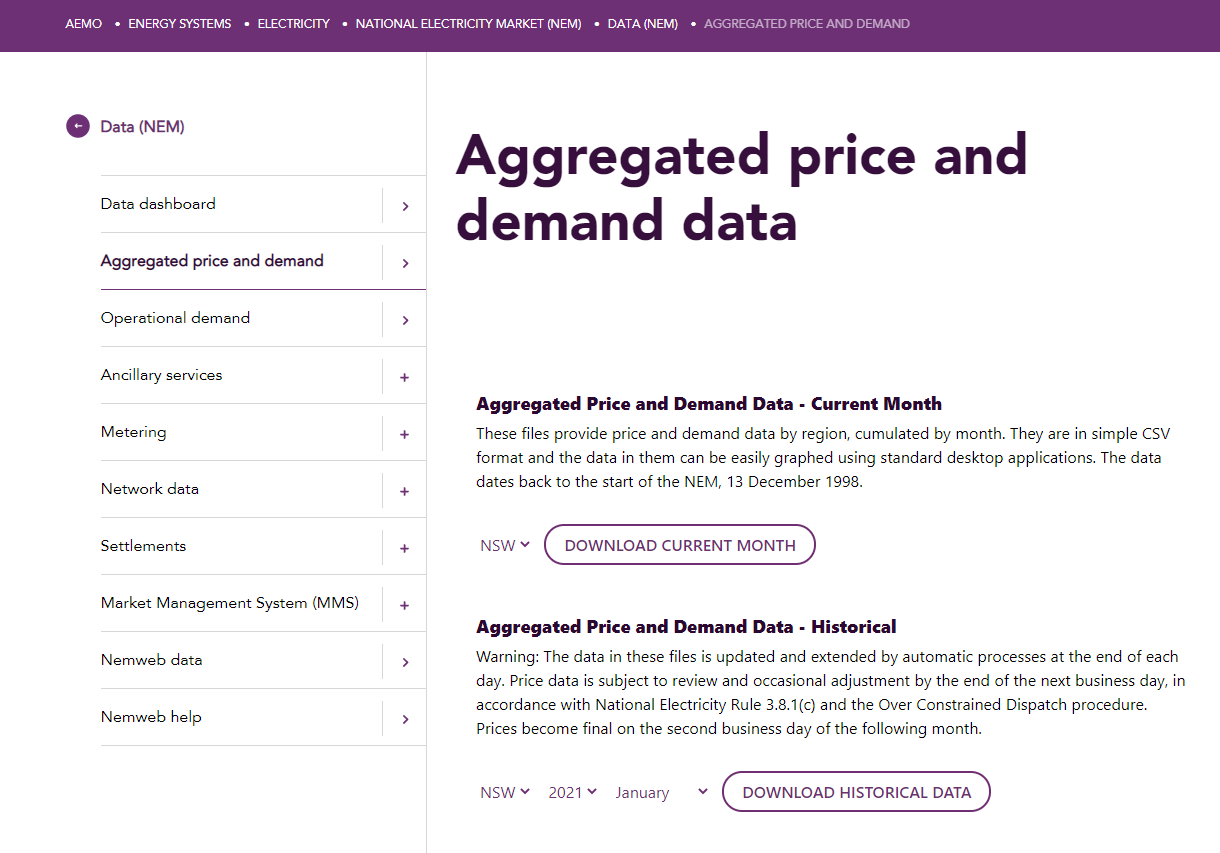 AEMO • ENERGY SYSTEMS • ELECTRICITY • NATIONAL ELECTRICITY MARKET (NEM) • DATA (NEM) • AGGREGATED PRICE AND DEMAND
Data (NEM)
Data dashboard
Aggregated price and demand
Operational demand
Ancillary services
Metering
Network data
Settlements
Market Management System (MMS)
Nemweb data
Nemweb help
Aggregated price and
demand data
Aggregated Price and Demand Data - Current Month
These files provide price and demand data by region, cumulated by month. They are in simple CSV
format and the data in them can be easily graphed using standard desktop applications. The data
dates back to the start of the NEM, 13 December 1998.
NSW DOWNLOAD CURRENT MONTH
Aggregated Price and Demand Data - Historical
Warning: The data in these files is updated and extended by automatic processes at the end of each
day. Price data is subject to review and occasional adjustment by the end of the next business day, in
accordance with National Electricity Rule 3.8.1(c) and the Over Constrained Dispatch procedure.
Prices become final on the second business day of the following month.
NSW 2021 January DOWNLOAD HISTORICAL DATA